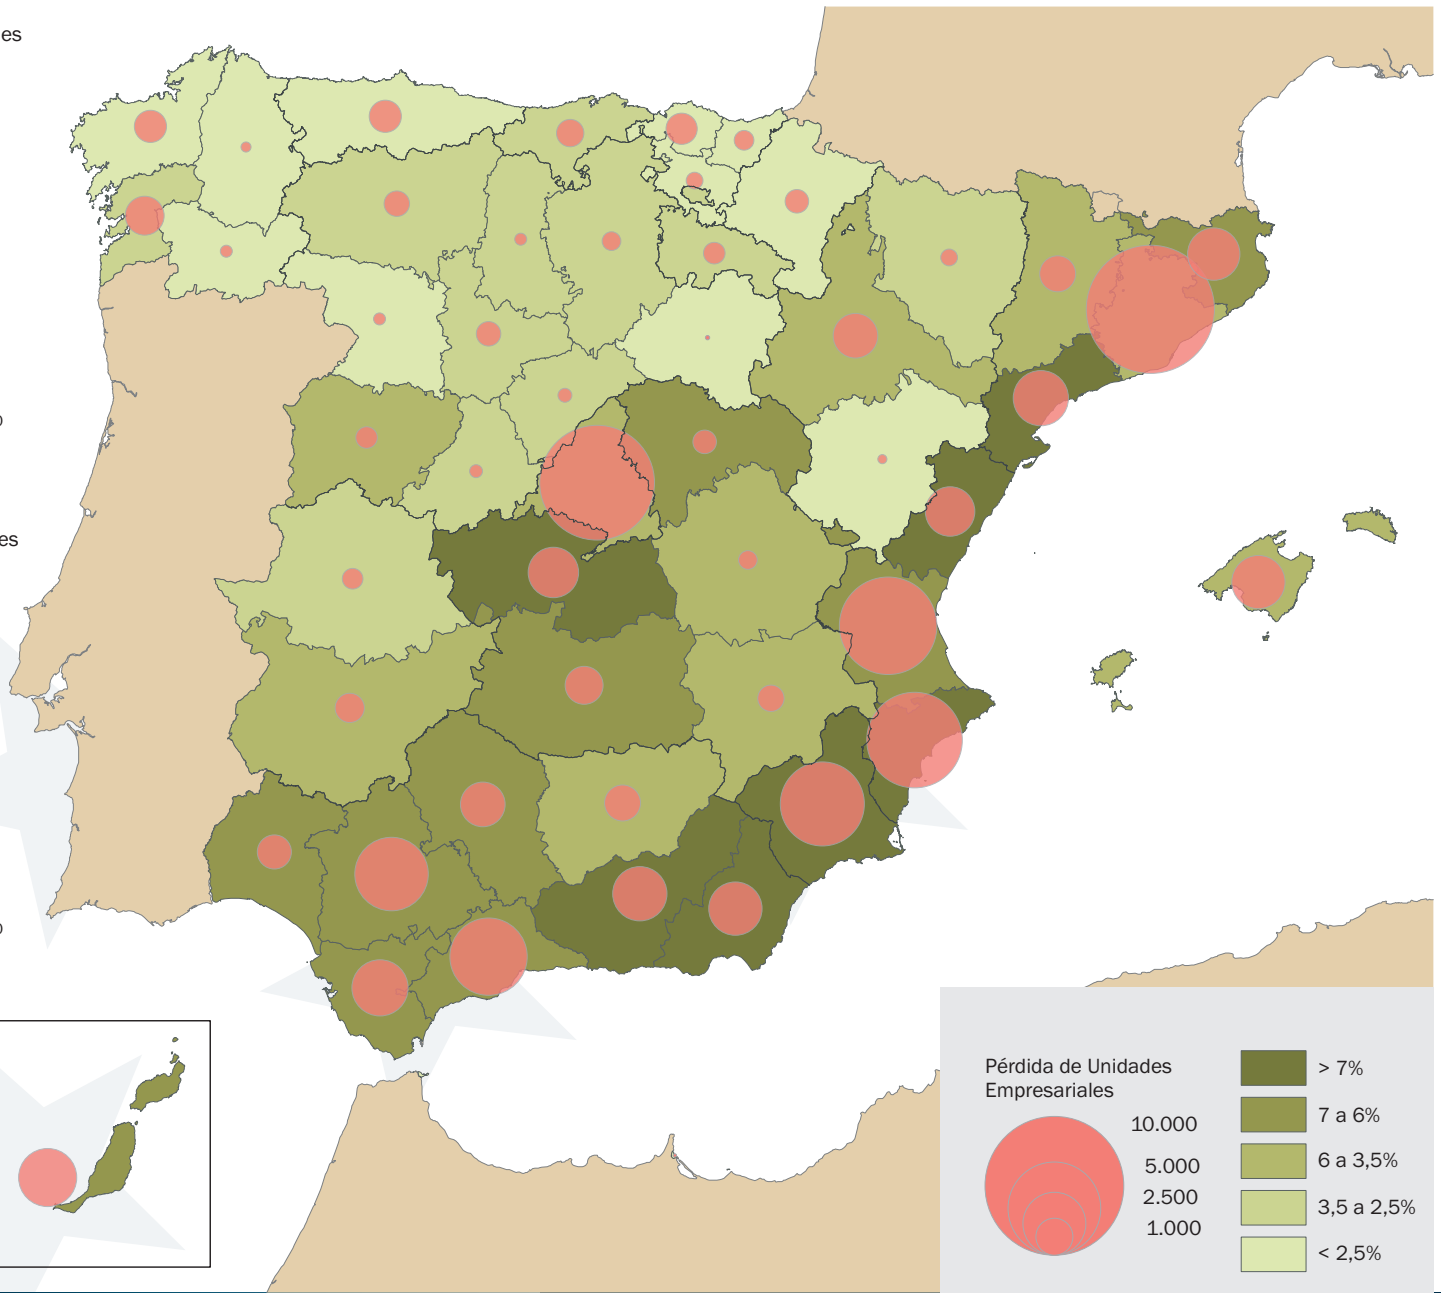 es
o
es
o
Pérdida de Unidades
Empresariales
10.000
5.000
2.500
1.000
> 7%
7 a 6%
6 a 3,5%
3,5 a 2,5%
< 2,5%